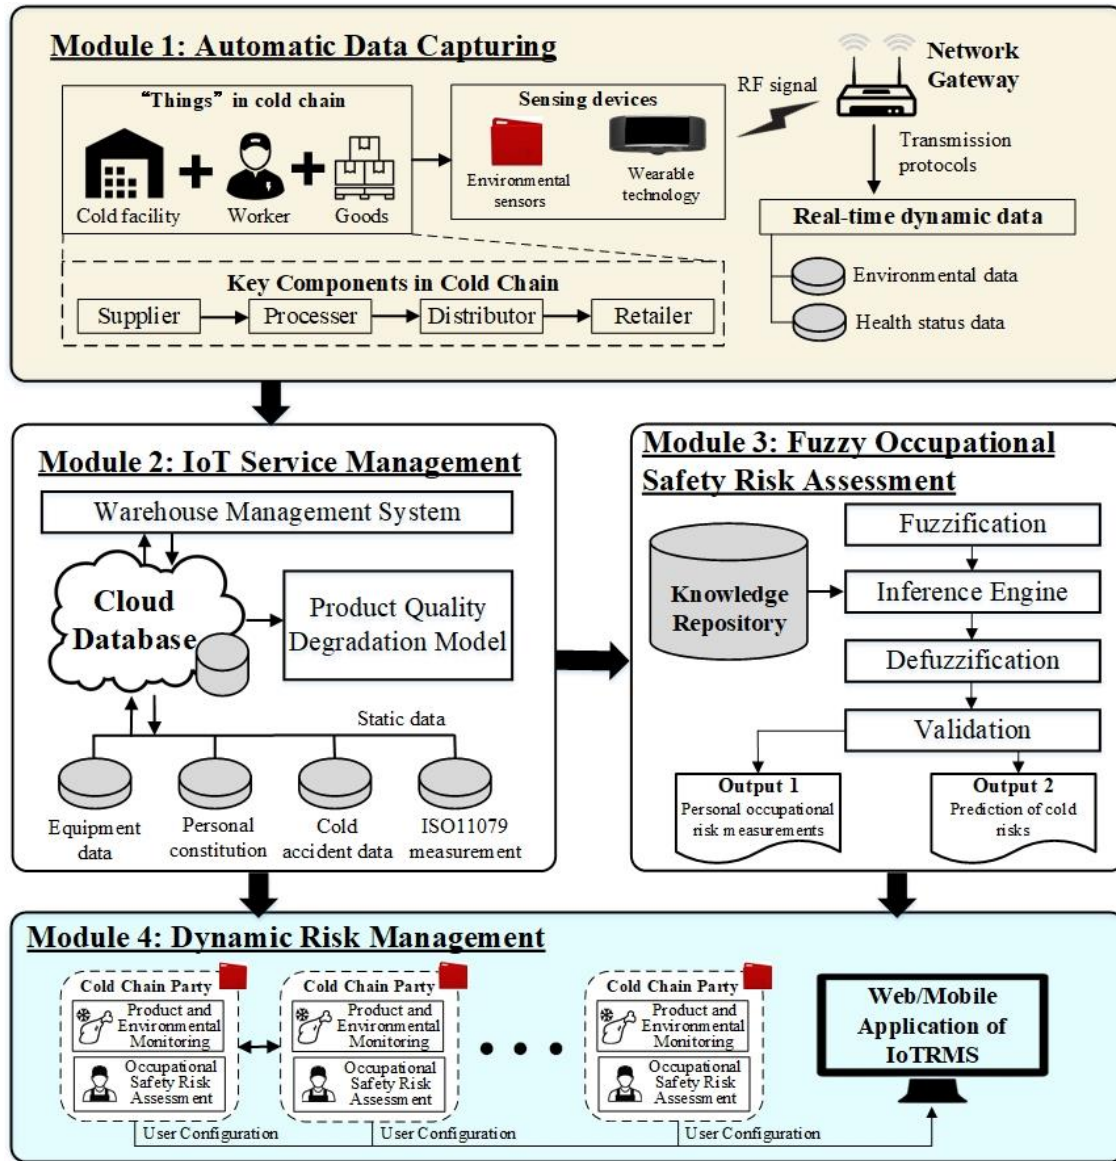 Module 1: Automatic Data Capturing
"Things" in cold chain
Cold facility
Worker
Goods
Sensing devices
Environmental
sensors
Wearable
technology
RF signal
Network
Gateway
Transmission
protocols
Real-time dynamic data
Environmental data
Health status data
Key Components in Cold Chain
Supplier
Processer
Distributor
Retailer
Module 2: IoT Service Management
Warehouse Management System
Cloud
Database
Product Quality
Degradation Model
Static data
Equipment
data
Personal
constitution
Cold
accident data
ISO11079
measurement
Module 3: Fuzzy Occupational
Safety Risk Assessment
Knowledge
Repository
Fuzzification
Inference Engine
Defuzzification
Validation
Output 1
Personal occupational
risk measurements
Output 2
Prediction of cold
risks
Module 4: Dynamic Risk Management
Cold Chain Party
Product and
Environmental
Monitoring
Occupational
Safety Risk
Assessment
User Configuration
Cold Chain Party
Product and
Environmental
Monitoring
Occupational
Safety Risk
Assessment
User Configuration
Cold Chain Party
Product and
Environmental
Monitoring
Occupational
Safety Risk
Assessment
User Configuration
Web/Mobile
Application of
IoTRMS